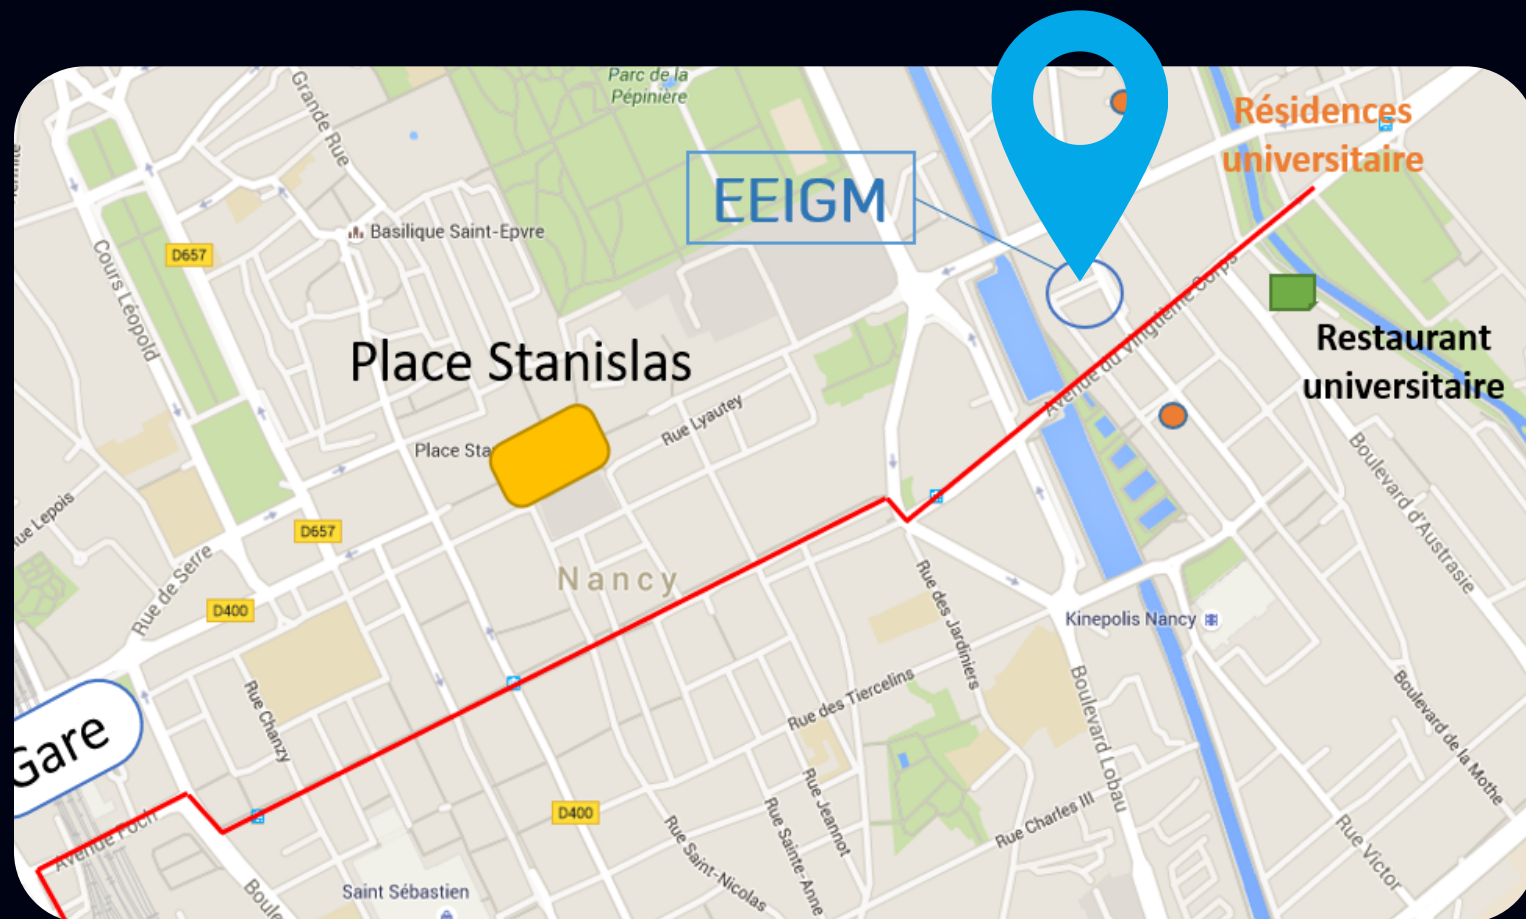 Parc de la
Pépinière
Résidences
universitaire
Grande Rue
EEIGM
Basilique Saint-Epvre
D657
Cours Léopold
Avenue du Vingtième Corps
Restaurant
universitaire
Place Stanislas
Rue Lyautey
Place Sta
Boulevard d'Austrasie
Rue de Serre
D657
Nancy
D400
Rue des Jardiniers
Kinepolis Nancy
Rue Chanzy
Rue des Tiercelins
Boulevard Lobau
Boulevard de la Mothe
Gare
Avenue Foch
D400
Rue Jeannot
Rue Sainte-Anne
Rue Charles III
Rue Saint-Nicolas
Rue Victor
Saint Sébastien
Boule